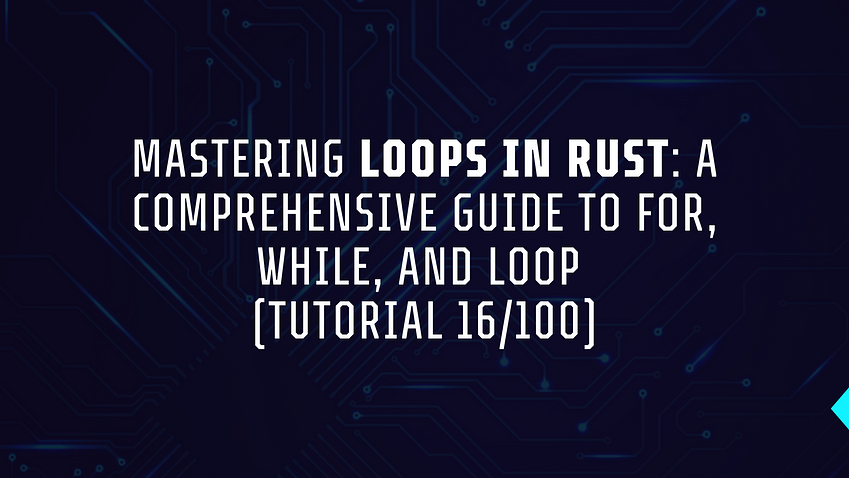 MASTERING LOOPS IN RUST: A
COMPREHENSIVE GUIDE TO FOR,
WHILE, AND LOOP
[TUTORIAL 16/100]